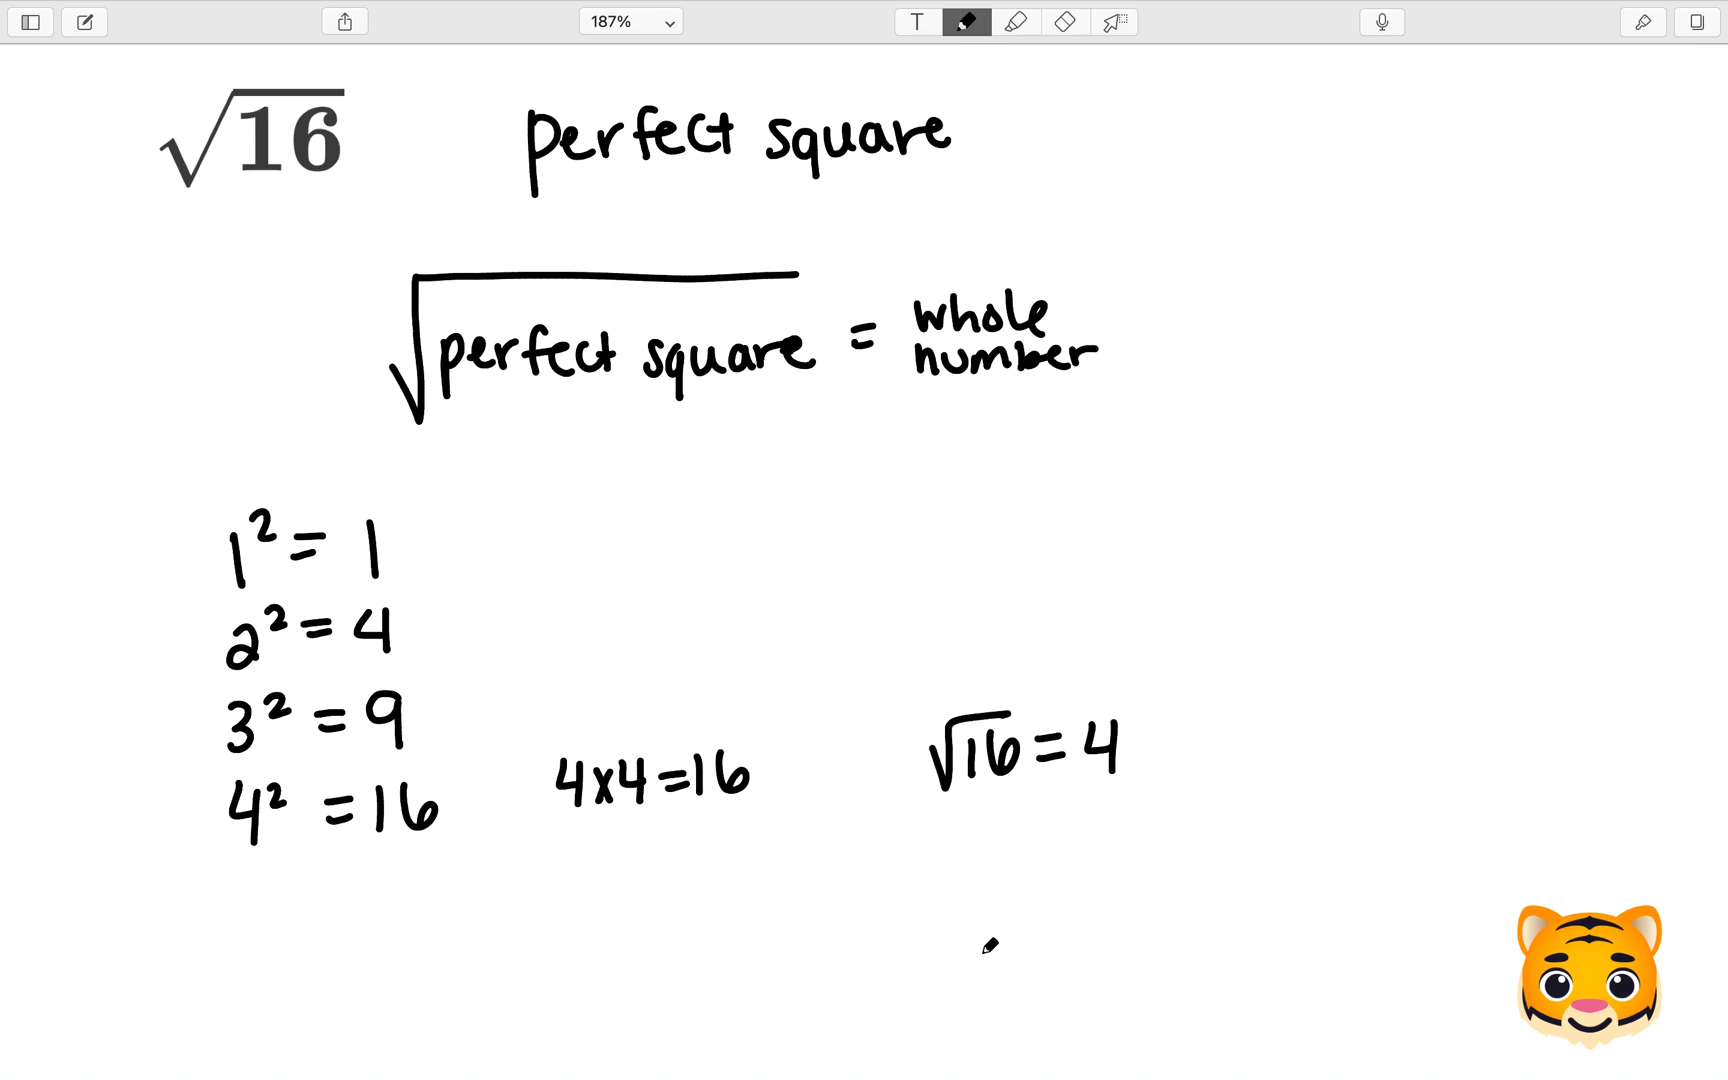 187%
T
√16
perfect square
√perfect square = whole number
1² = 1
2² = 4
3² = 9
4² = 16
4x4=16
√16 = 4